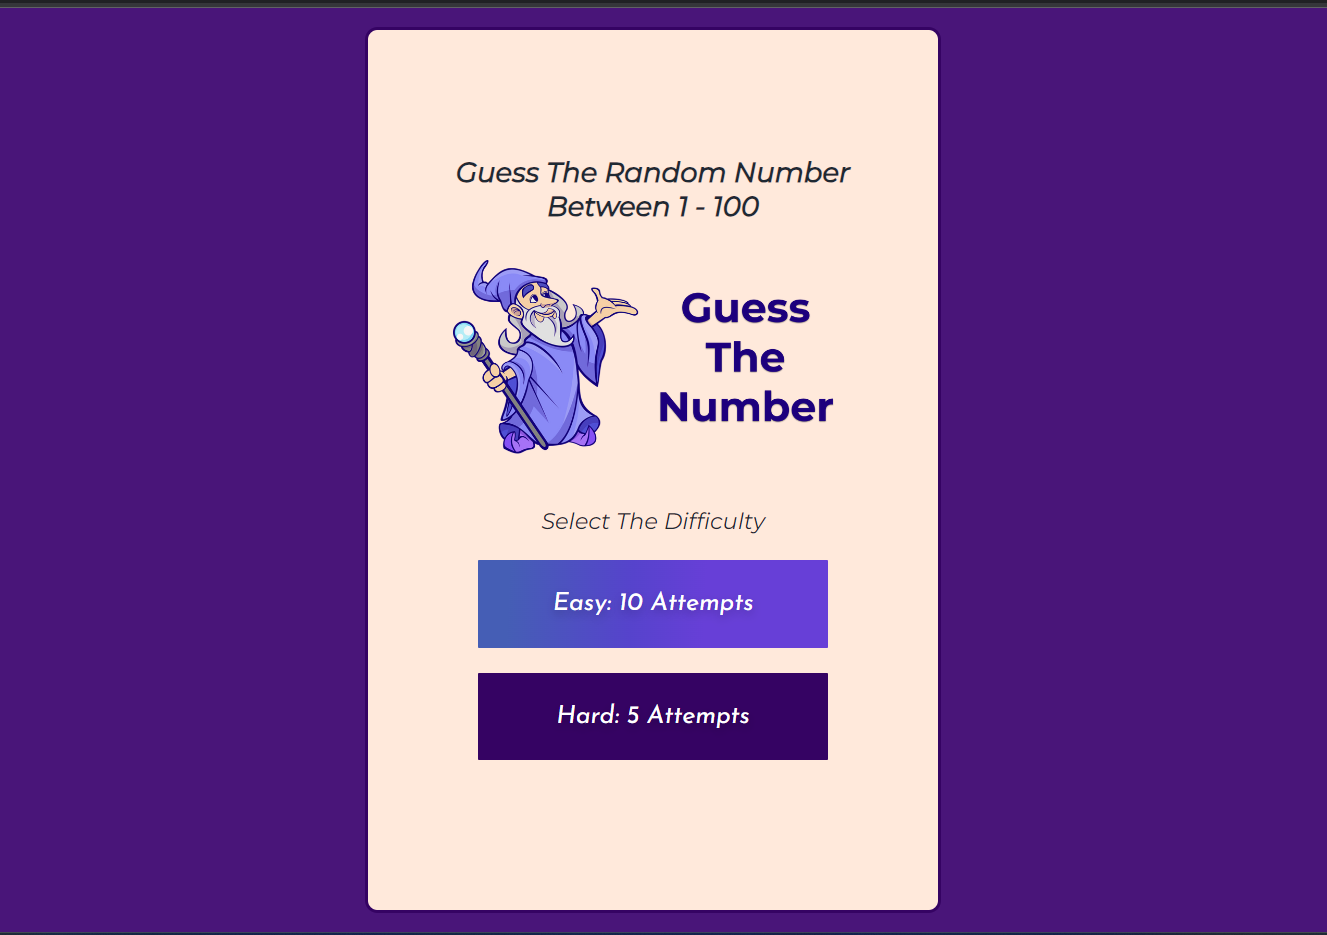 Guess The Random Number
Between 1 - 100
Guess
The
Number
Select The Difficulty
Easy: 10 Attempts
Hard: 5 Attempts